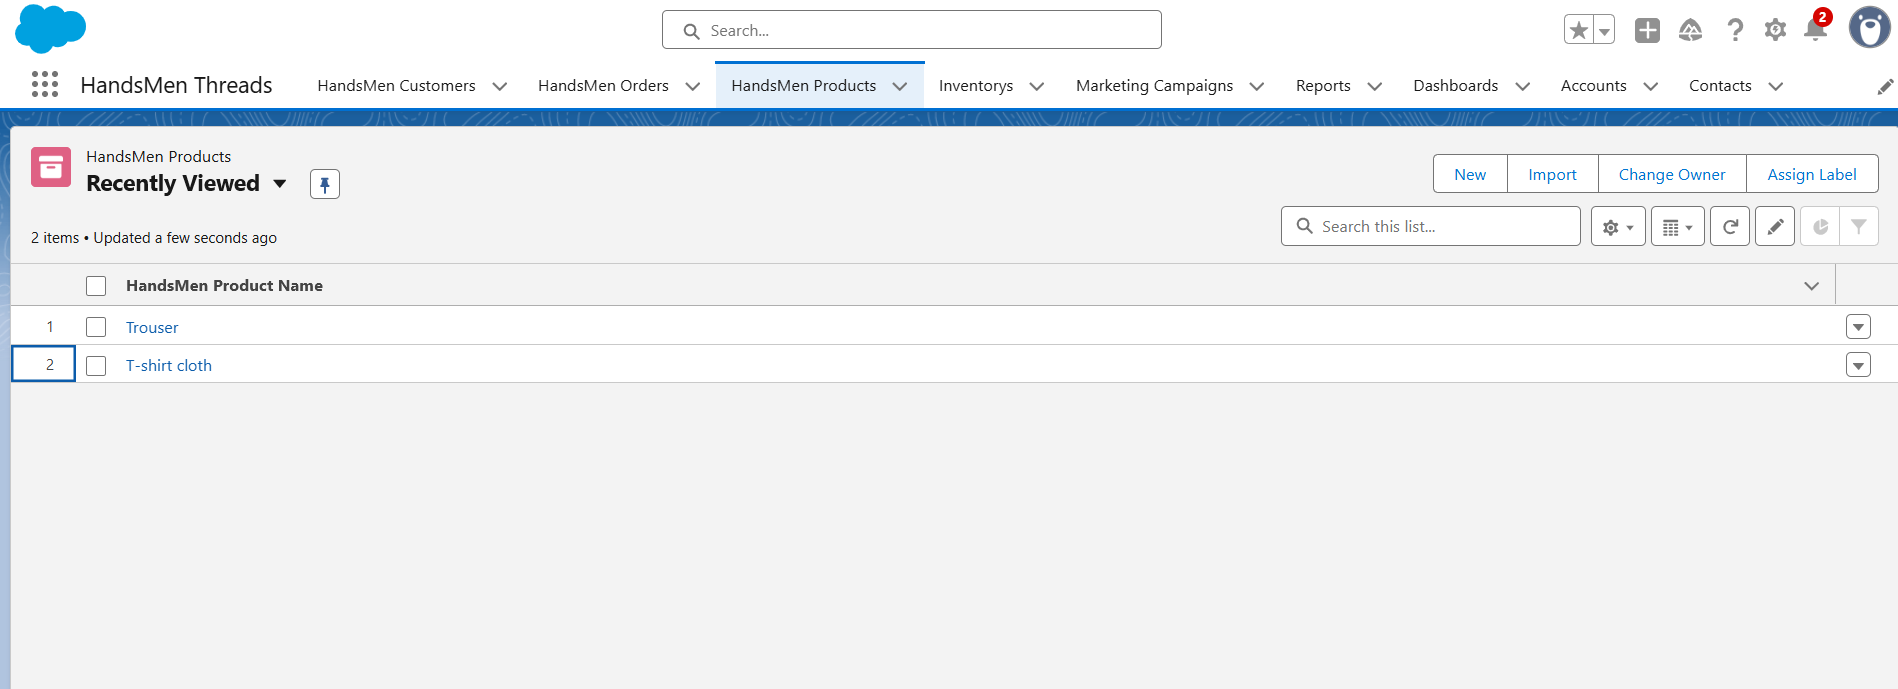 Search...
2
HandsMen Threads
HandsMen Customers
HandsMen Orders
HandsMen Products
Inventorys
Marketing Campaigns
Reports
Dashboards
Accounts
Contacts
HandsMen Products
Recently Viewed
New
Import
Change Owner
Assign Label
2 items • Updated a few seconds ago
Search this list...
HandsMen Product Name
1 Trouser
2 T-shirt cloth